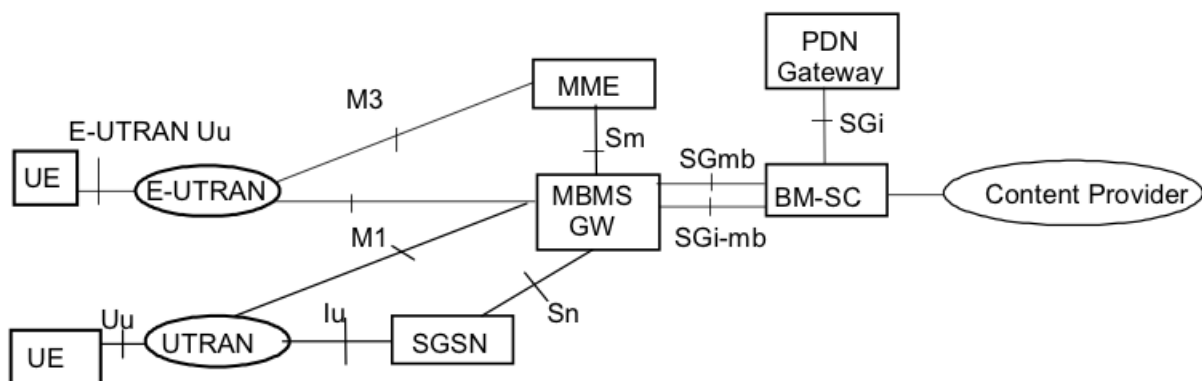 PDN
Gateway
MME
M3
SGi
E-UTRAN Uu
Sm
SGmb
UE
E-UTRAN
MBMS
GW
BM-SC
Content Provider
SGi-mb
M1
Sn
Uu
Iu
UE
UTRAN
SGSN